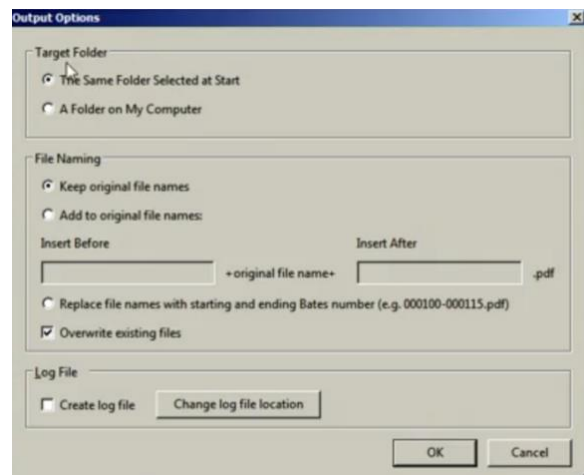 Output Options
Target Folder
The Same Folder Selected at Start
A Folder on My Computer
File Naming
Keep original file names
Add to original file names:
Insert Before Insert After
+original file name+ .pdf
Replace file names with starting and ending Bates number (e.g. 000100-000115.pdf)
Overwrite existing files
Log File
Create log file Change log file location
OK Cancel